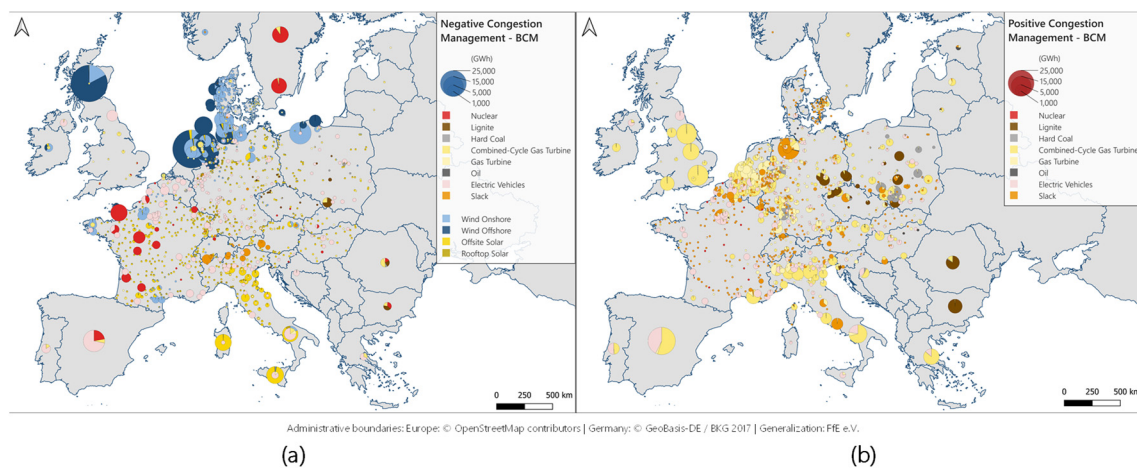 Negative Congestion
Management - BCM
(GWh)
25,000
15,000
5,000
1,000
Nuclear
Lignite
Hard Coal
Combined-Cycle Gas Turbine
Gas Turbine
Oil
Electric Vehicles
Slack
Wind Onshore
Wind Offshore
Offsite Solar
Rooftop Solar
0 250 500 km
Positive Congestion
Management - BCM
(GWh)
25,000
15,000
5,000
1,000
Nuclear
Lignite
Hard Coal
Combined-Cycle Gas Turbine
Gas Turbine
Oil
Electric Vehicles
Slack
0 250 500 km
Administrative boundaries: Europe: © OpenStreetMap contributors | Germany: © GeoBasis-DE / BKG 2017 | Generalization: FfE e.V.
(a) (b)